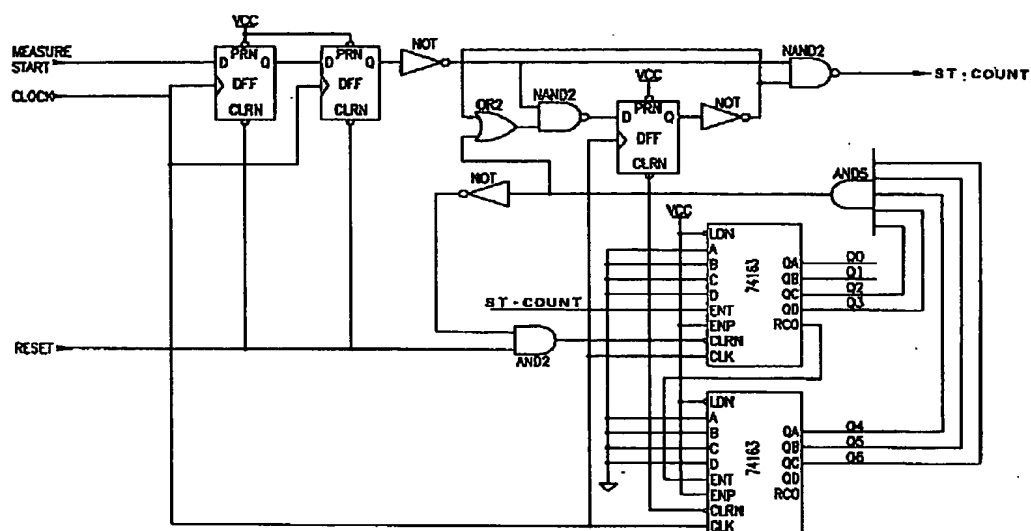 VCC
MEASURE
START
CLOCK
D PRN Q
DFF
CLRN
D PRN Q
DFF
CLRN
NOT
NAND2
ST-COUNT
OR2
NAND2
VCC
D PRN Q
DFF
CLRN
NOT
AND5
NOT
VCC
LDN
A
B
C
D
ENT
ENP
CLRN
CLK
74163
QA
QB
QC
QD
RCO
Q0
Q1
Q2
Q3
ST-COUNT
RESET
AND2
LDN
A
B
C
D
ENT
ENP
CLRN
CLK
74163
QA
QB
QC
QD
RCO
Q4
Q5
Q6